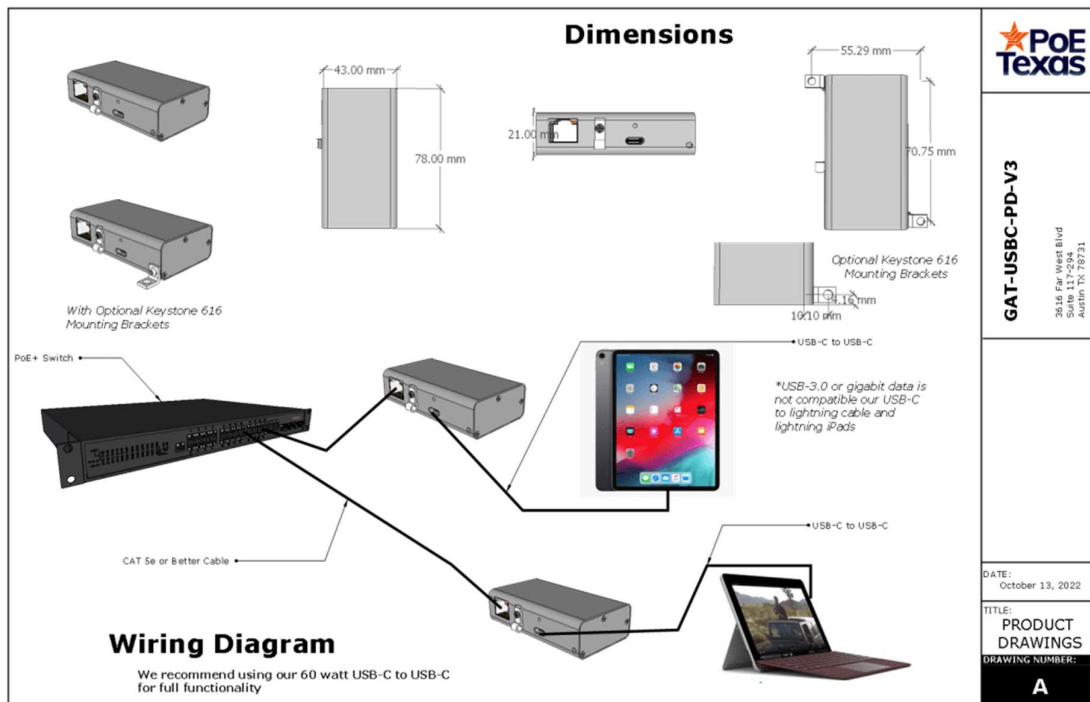 Dimensions
43.00 mm
78.00 mm
21.00 mm
55.29 mm
70.75 mm
With Optional Keystone 616
Mounting Brackets
Optional Keystone 616
Mounting Brackets
4.16 mm
10.10 mm
PoE+ Switch
USB-C to USB-C
*USB-3.0 or gigabit data is
not compatible our USB-C
to lightning cable and
lightning iPads
CAT 5e or Better Cable
USB-C to USB-C
Wiring Diagram
We recommend using our 60 watt USB-C to USB-C
for full functionality
PoE
Texas
GAT-USBC-PD-V3
3616 Far West Blvd
Suite 117-294
Austin TX 78731
DATE:
October 13, 2022
TITLE:
PRODUCT
DRAWINGS
DRAWING NUMBER:
A